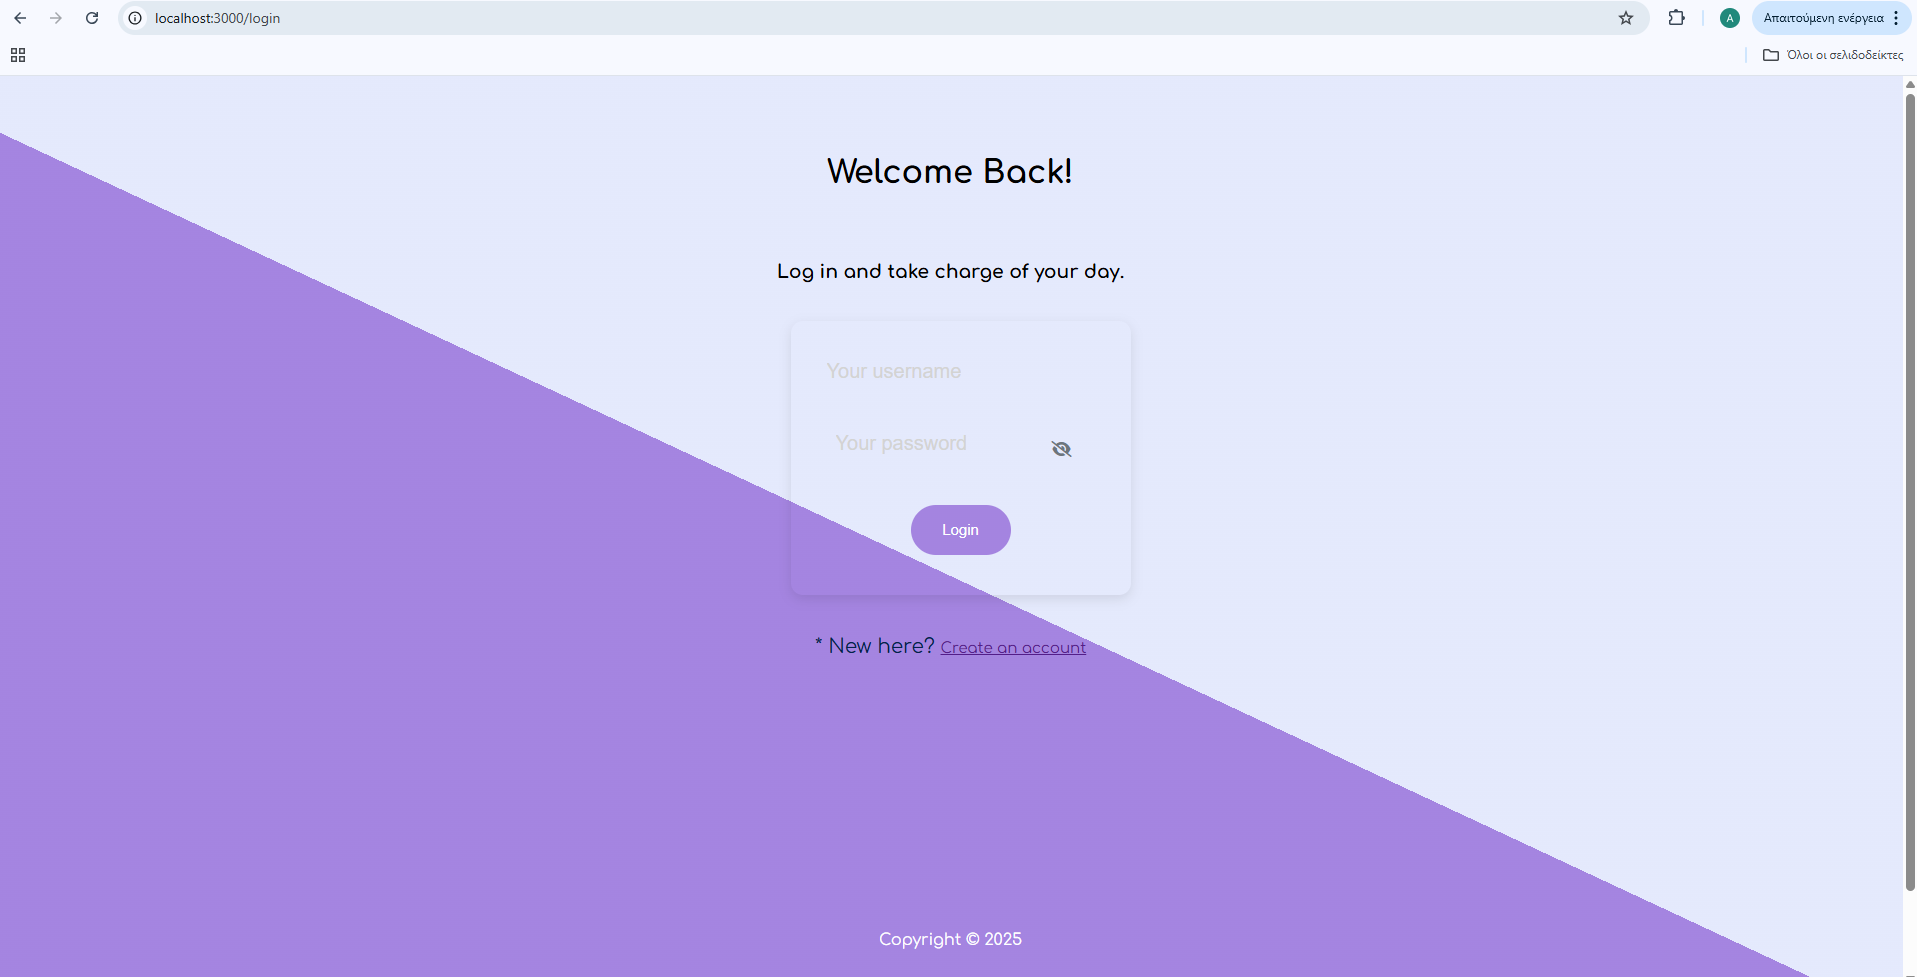 localhost:3000/login
A
Απαιτούμενη ενέργεια
Όλοι οι σελιδοδείκτες
Welcome Back!
Log in and take charge of your day.
Your username
Your password
Login
* New here? Create an account
Copyright © 2025